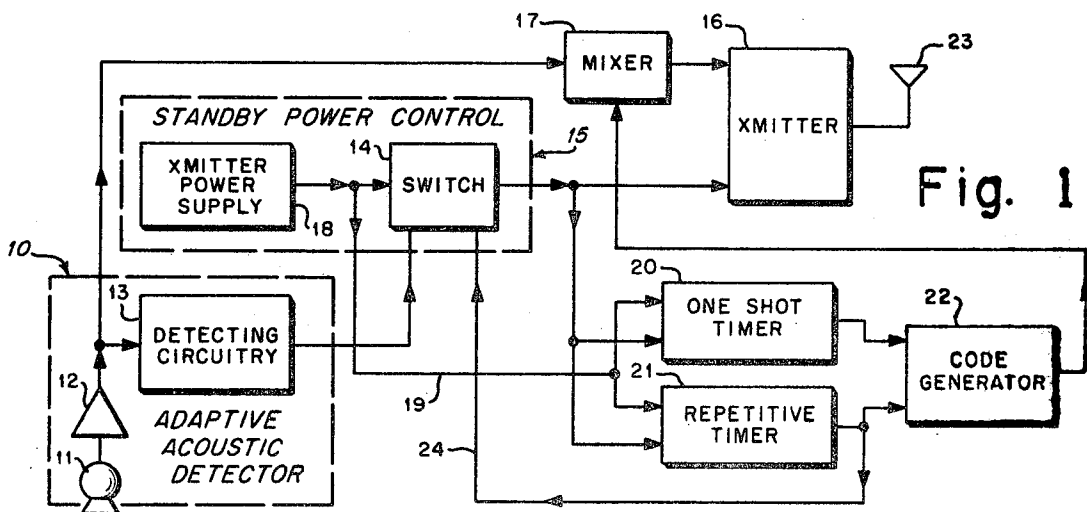 17
MIXER
16
XMITTER
23
Fig. 1
STANDBY POWER CONTROL
15
XMITTER
POWER
SUPPLY
18
14
SWITCH
10
13
DETECTING
CIRCUITRY
12
ADAPTIVE
ACOUSTIC
DETECTOR
11
19
24
20
ONE SHOT
TIMER
21
REPETITIVE
TIMER
22
CODE
GENERATOR